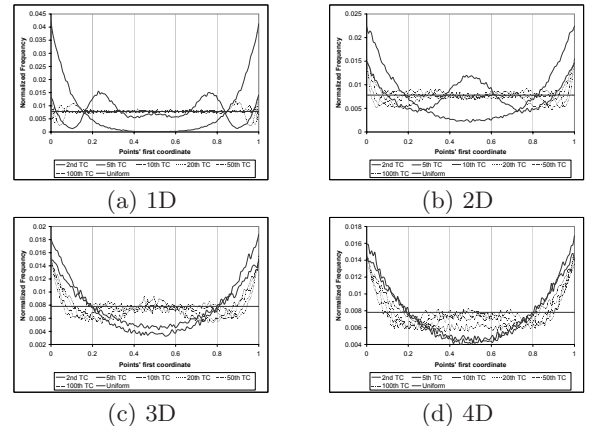 0.045
0.04
0.035
0.03
0.025
0.02
0.015
0.01
0.005
0
Normalized Frequency
0 0.2 0.4 0.6 0.8 1
Points' first coordinate
2nd TC 5th TC 10th TC 20th TC 50th TC
100th TC Uniform
(a) 1D
0.025
0.02
0.015
0.01
0.005
0
Normalized Frequency
0 0.2 0.4 0.6 0.8 1
Points' first coordinate
2nd TC 5th TC 10th TC 20th TC 50th TC
100th TC Uniform
(b) 2D
0.02
0.018
0.016
0.014
0.012
0.01
0.008
0.006
0.004
0.002
Normalized Frequency
0 0.2 0.4 0.6 0.8 1
Points' first coordinate
2nd TC 5th TC 10th TC 20th TC 50th TC
100th TC Uniform
(c) 3D
0.018
0.016
0.014
0.012
0.01
0.008
0.006
0.004
Normalized Frequency
0 0.2 0.4 0.6 0.8 1
Points' first coordinate
2nd TC 5th TC 10th TC 20th TC 50th TC
100th TC Uniform
(d) 4D